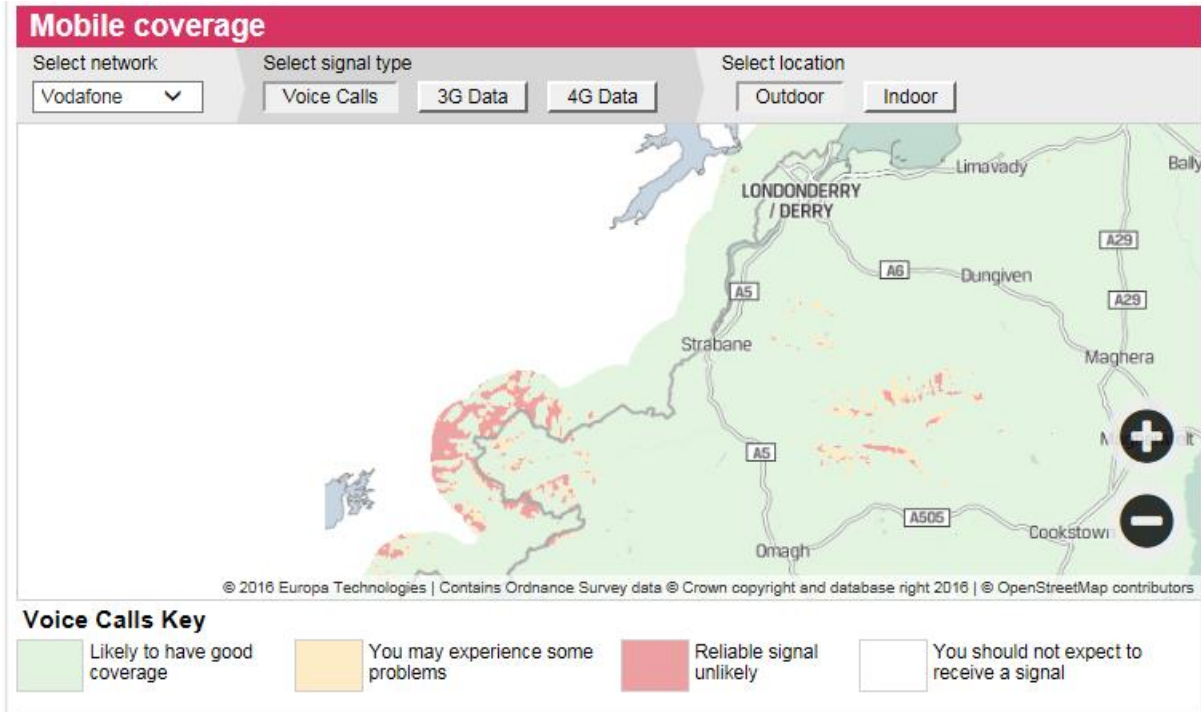 Mobile coverage
Select network
Select signal type
Select location
Vodafone
Voice Calls
3G Data
4G Data
Outdoor
Indoor
Limavady
Bally
LONDONDERRY
/ DERRY
A29
A6
Dungiven
A5
A29
Strabane
Maghera
A5
A505
Cookstown
Omagh
© 2016 Europa Technologies | Contains Ordnance Survey data © Crown copyright and database right 2016 | © OpenStreetMap contributors
Voice Calls Key
Likely to have good
coverage
You may experience some
problems
Reliable signal
unlikely
You should not expect to
receive a signal